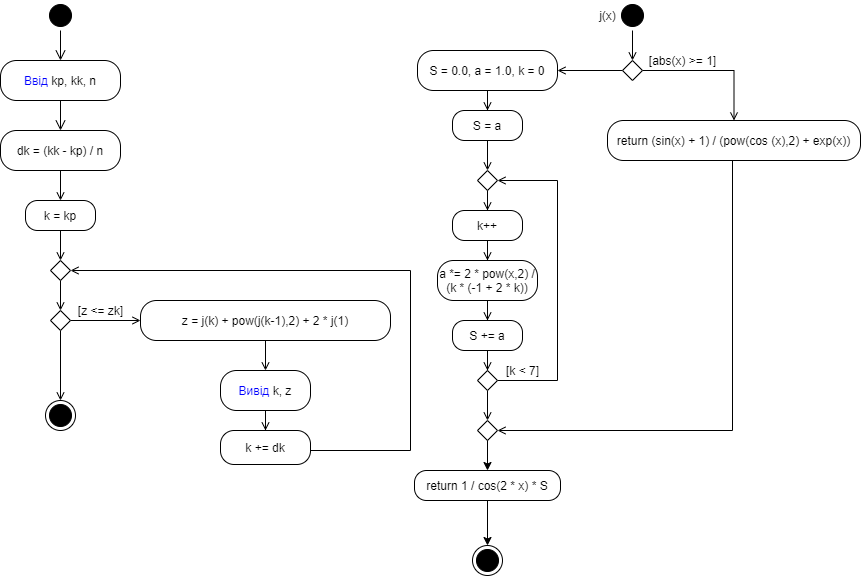 Ввід kp, kk, n
dk = (kk - kp) / n
k = kp
[z <= zk]
z = j(k) + pow(j(k-1),2) + 2 * j(1)
Вивід k, z
k += dk
j(x)
[abs(x) >= 1]
S = 0.0, a = 1.0, k = 0
return (sin(x) + 1) / (pow(cos (x),2) + exp(x))
S = a
k++
a *= 2 * pow(x,2) /
(k * (-1 + 2 * k))
S += a
[k < 7]
return 1 / cos(2 * x) * S